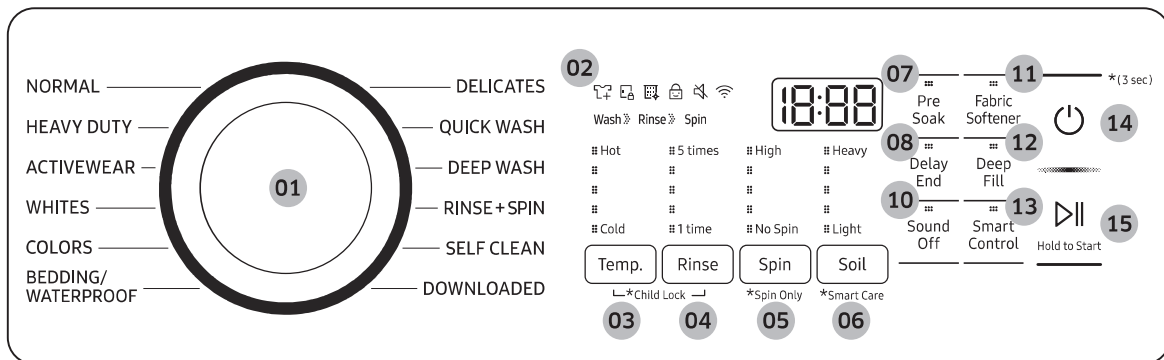 NORMAL
HEAVY DUTY
ACTIVEWEAR
WHITES
COLORS
BEDDING/
WATERPROOF
01
DELICATES
QUICK WASH
DEEP WASH
RINSE+SPIN
SELF CLEAN
DOWNLOADED
02
Wash Rinse Spin
18:88
Hot 5 times High Heavy
Cold 1 time No Spin Light
Temp. Rinse Spin Soil
*Child Lock *Spin Only *Smart Care
03 04 05 06
07
Pre
Soak
11
Fabric
Softener
08
Delay
End
12
Deep
Fill
10
Sound
Off
13
Smart
Control
*(3 sec)
14
15
Hold to Start